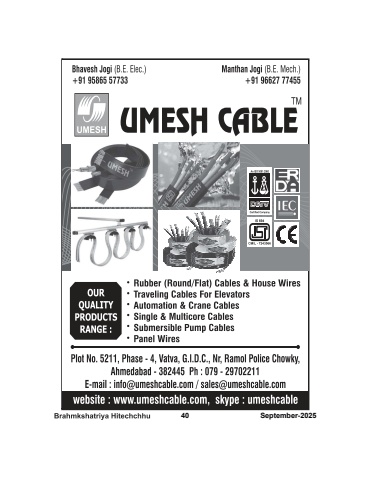 Bhavesh Jogi (B.E. Elec.)
+91 95865 57733
Manthan Jogi (B.E. Mech.)
+91 96627 77455
UMESH
UMESH CABLE TM
UMESH
UMESH
ERDA
IEC
CE
OUR
QUALITY
PRODUCTS
RANGE :
• Rubber (Round/Flat) Cables & House Wires
• Traveling Cables For Elevators
• Automation & Crane Cables
• Single & Multicore Cables
• Submersible Pump Cables
• Panel Wires
Plot No. 5211, Phase - 4, Vatva, G.I.D.C., Nr, Ramol Police Chowky,
Ahmedabad - 382445 Ph : 079 - 29702211
E-mail : info@umeshcable.com / sales@umeshcable.com
website : www.umeshcable.com, skype : umeshcable
Brahmkshatriya Hitechchhu 40 September-2025